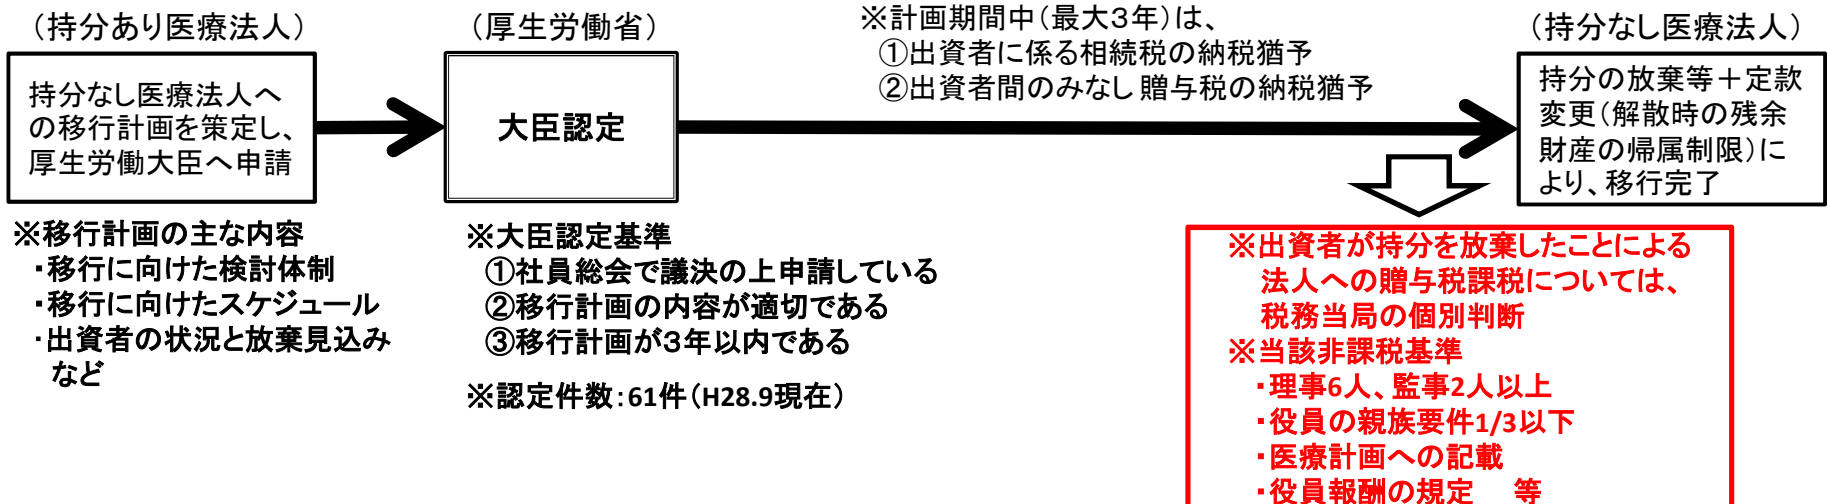 （持分あり医療法人）
持分なし医療法人へ
の移行計画を策定し、
厚生労働大臣へ申請
※移行計画の主な内容
・移行に向けた検討体制
・移行に向けたスケジュール
・出資者の状況と放棄見込み
など
（厚生労働省）
大臣認定
※大臣認定基準
①社員総会で議決の上申請している
②移行計画の内容が適切である
③移行計画が３年以内である
※認定件数：61件（H28.9現在）
※計画期間中（最大３年）は、
①出資者に係る相続税の納税猶予
②出資者間のみなし贈与税の納税猶予
（持分なし医療法人）
持分の放棄等＋定款
変更（解散時の残余
財産の帰属制限）に
より、移行完了
※出資者が持分を放棄したことによる
法人への贈与税課税については、
税務当局の個別判断
※当該非課税基準
・理事6人、監事2人以上
・役員の親族要件1/3以下
・医療計画への記載
・役員報酬の規定　等